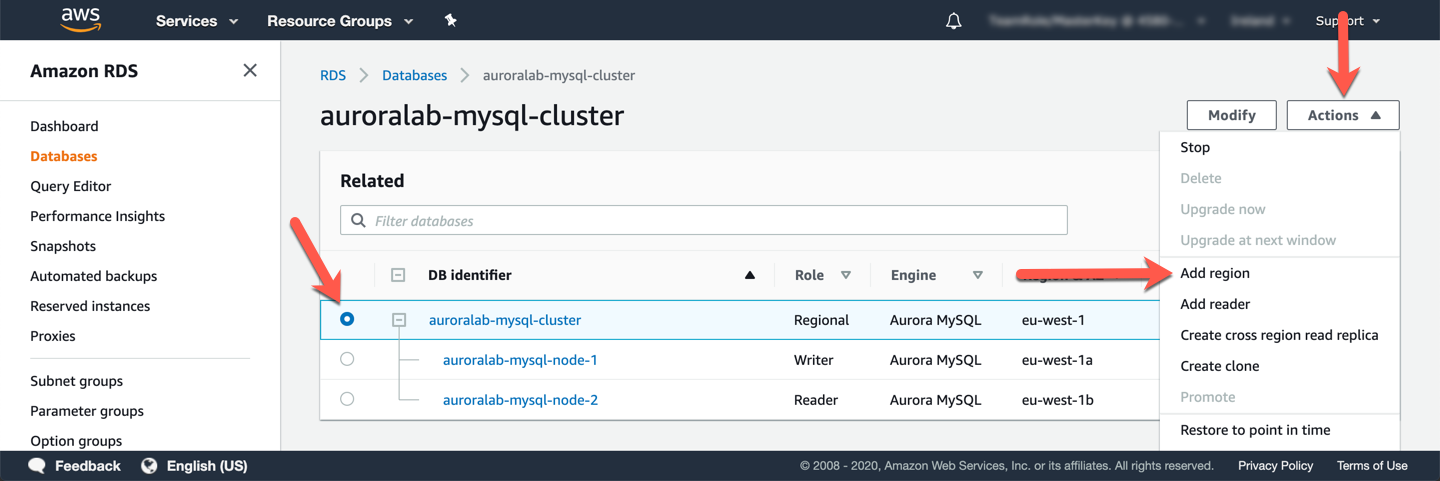 aws Services Resource Groups Support
Amazon RDS
Dashboard
Databases
Query Editor
Performance Insights
Snapshots
Automated backups
Reserved instances
Proxies
Subnet groups
Parameter groups
Option groups
RDS Databases auroralab-mysql-cluster
auroralab-mysql-cluster
Modify Actions
Related
Filter databases
DB identifier Role Engine
auroralab-mysql-cluster Regional Aurora MySQL eu-west-1
auroralab-mysql-node-1 Writer Aurora MySQL eu-west-1a
auroralab-mysql-node-2 Reader Aurora MySQL eu-west-1b
Stop
Delete
Upgrade now
Upgrade at next window
Add region
Add reader
Create cross region read replica
Create clone
Promote
Restore to point in time
Feedback English (US) © 2008 - 2020, Amazon Web Services, Inc. or its affiliates. All rights reserved. Privacy Policy Terms of Use